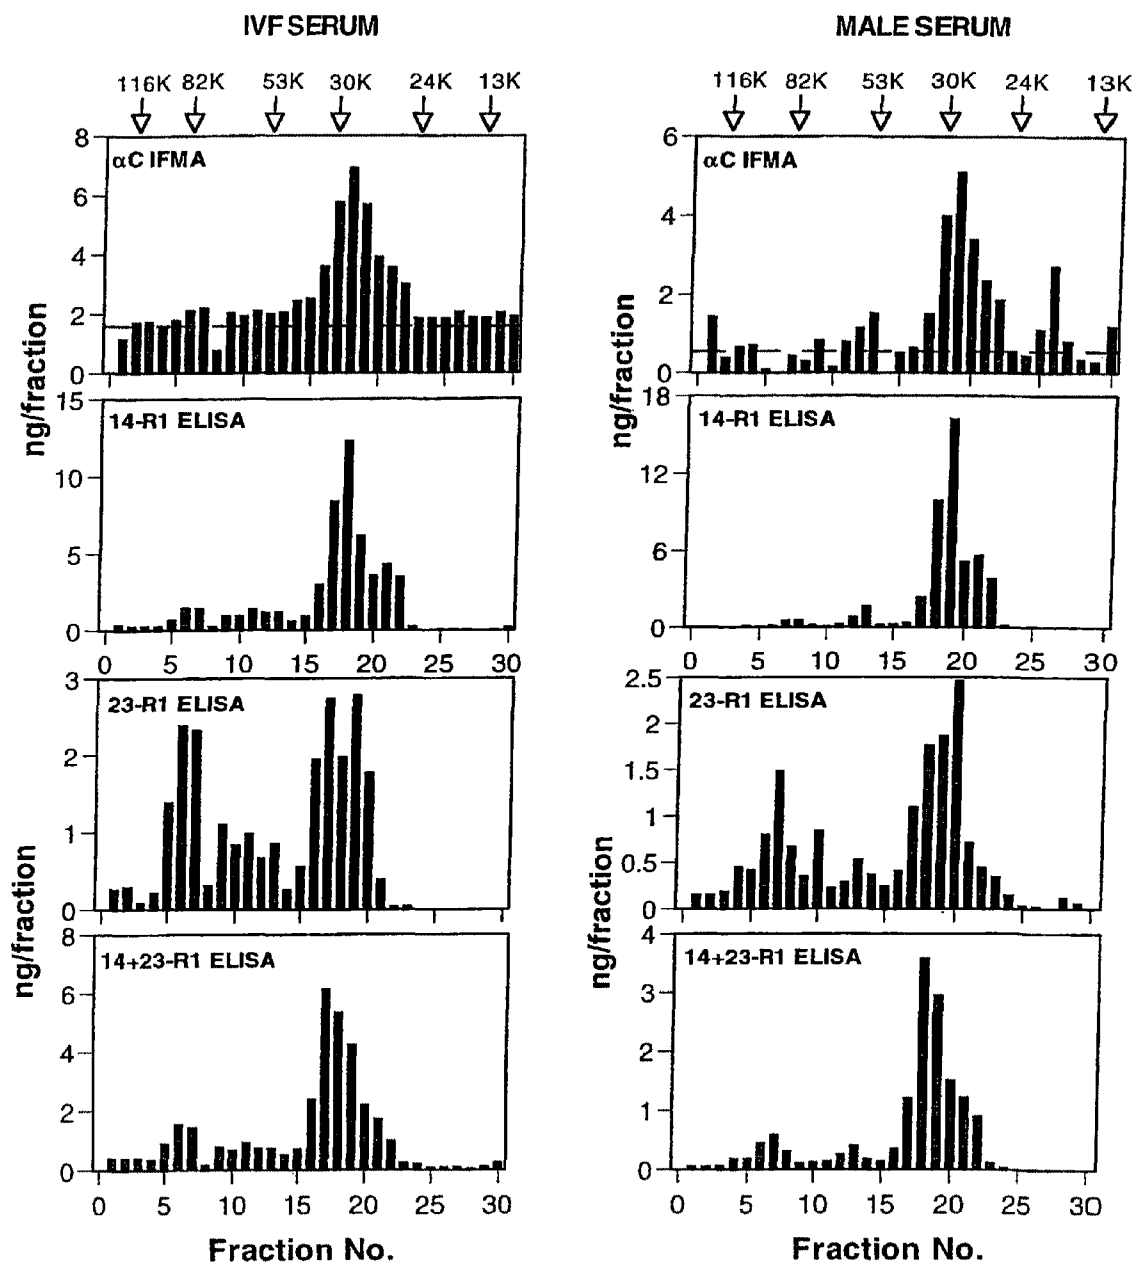 IVF SERUM
MALE SERUM
116K 82K 53K 30K 24K 13K
116K 82K 53K 30K 24K 13K
αC IFMA
8
6
4
2
0
ng/fraction
αC IFMA
6
4
2
0
ng/fraction
14-R1 ELISA
15
10
5
0
0 5 10 15 20 25 30
14-R1 ELISA
18
12
6
0
0 5 10 15 20 25 30
23-R1 ELISA
3
2
1
0
ng/fraction
23-R1 ELISA
2.5
2
1.5
1
0.5
0
ng/fraction
14+23-R1 ELISA
8
6
4
2
0
0 5 10 15 20 25 30
Fraction No.
14+23-R1 ELISA
4
3
2
1
0
0 5 10 15 20 25 30
Fraction No.